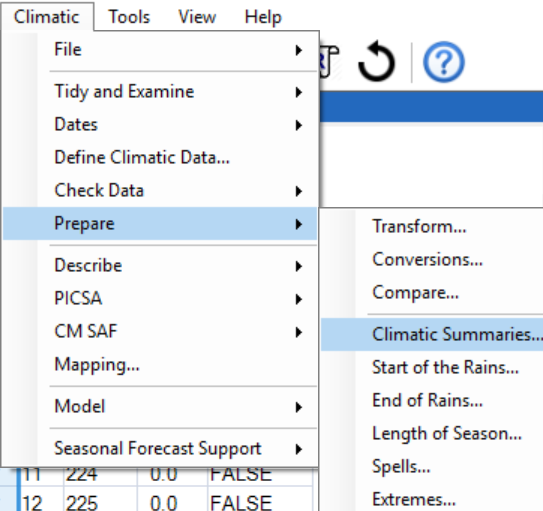 Climatic Tools View Help
File
Tidy and Examine
Dates
Define Climatic Data...
Check Data
Prepare
Describe
PICSA
CM SAF
Mapping...
Model
Seasonal Forecast Support
Transform...
Conversions...
Compare...
Climatic Summaries...
Start of the Rains...
End of Rains...
Length of Season...
Spells...
Extremes...
11 224 0.0 FALSE
12 225 0.0 FALSE